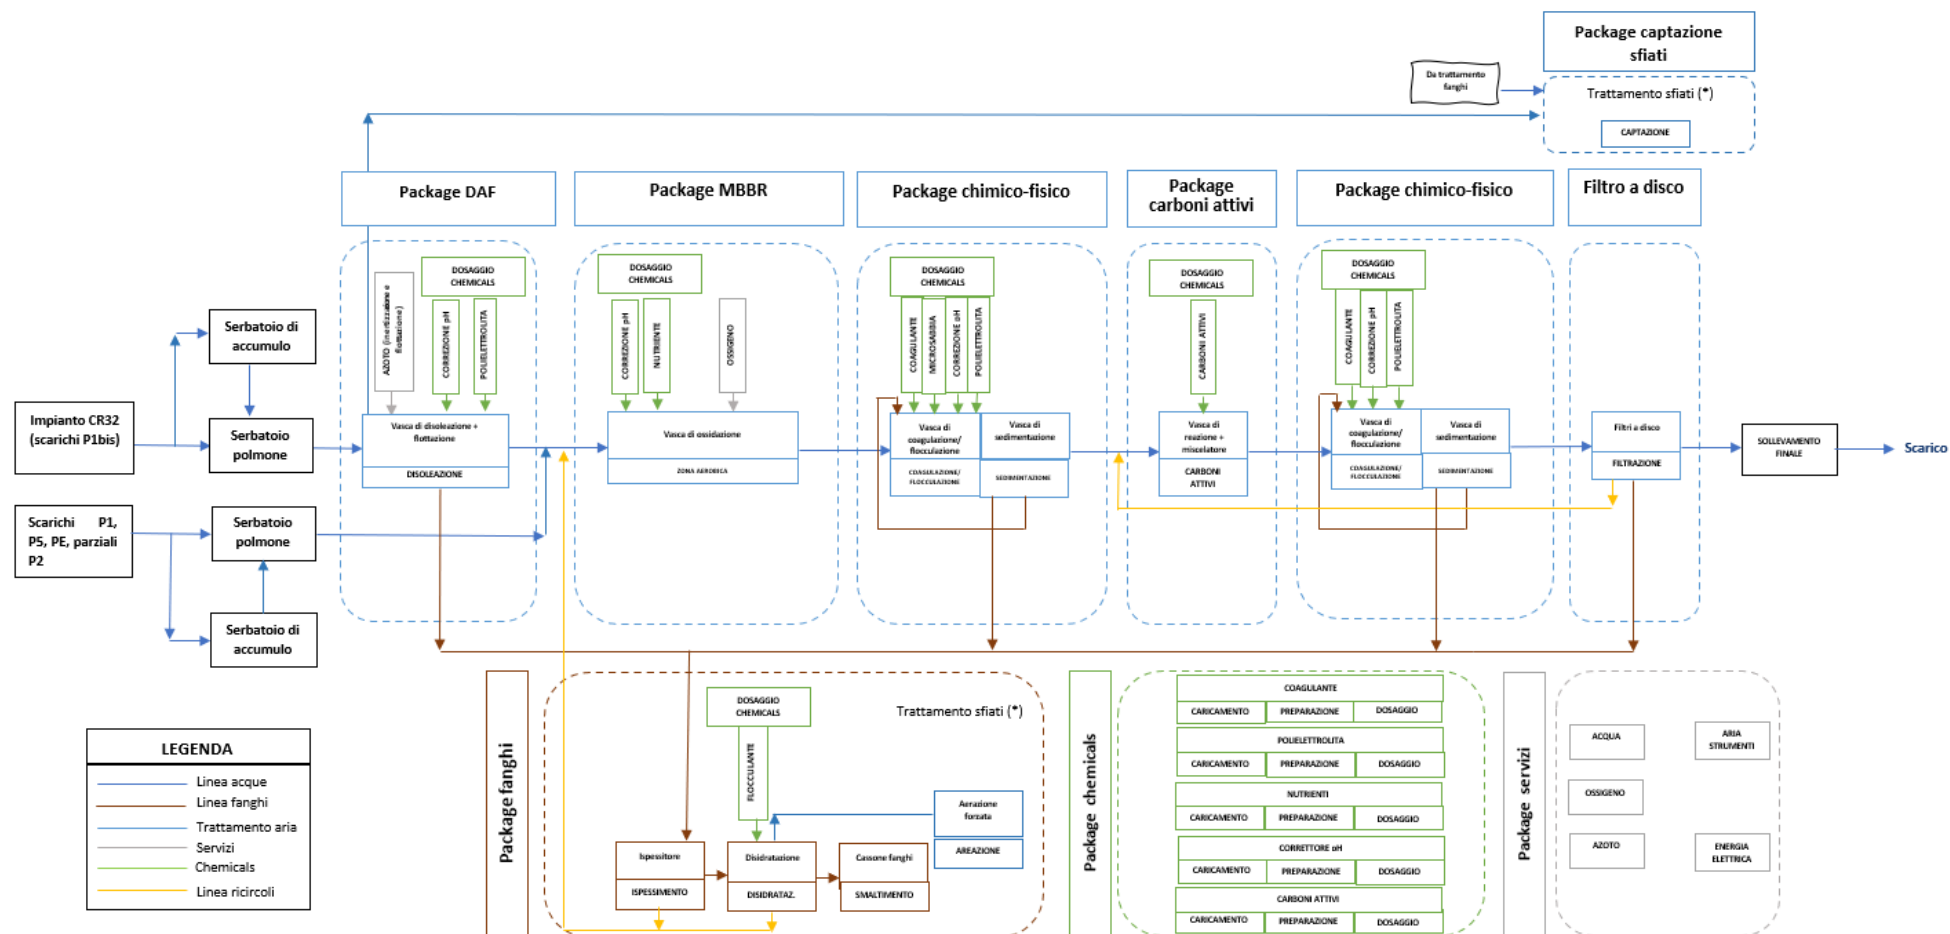 Package captazione
sfiati
Da trattamento
fanghi
Trattamento sfiati (*)
CAPTAZIONE
Package DAF
Package MBBR
Package chimico-fisico
Package
carboni attivi
Package chimico-fisico
Filtro a disco
DOSAGGIO
CHEMICALS
AZOTO (inertizzazione e
flottazione)
CORREZIONE pH
POLIELETTROLITA
DOSAGGIO
CHEMICALS
CORREZIONE pH
NUTRIENTE
OSSIGENO
DOSAGGIO
CHEMICALS
COAGULANTE
MICROSABBIA
CORREZIONE pH
POLIELETTROLITA
DOSAGGIO
CHEMICALS
CARBONI ATTIVI
DOSAGGIO
CHEMICALS
COAGULANTE
CORREZIONE pH
POLIELETTROLITA
Serbatoio di
accumulo
Impianto CR32
(scarichi P1bis)
Serbatoio
polmone
Vasca di disoleazione +
flottazione
DISOLEAZIONE
Vasca di ossidazione
ZONA AEROBICA
Vasca di
coagulazione/
flocculazione
COAGULAZIONE/
FLOCCULAZIONE
Vasca di
sedimentazione
SEDIMENTAZIONE
Vasca di
reazione +
miscelatore
CARBONI
ATTIVI
Vasca di
coagulazione/
flocculazione
COAGULAZIONE/
FLOCCULAZIONE
Vasca di
sedimentazione
SEDIMENTAZIONE
Filtri a disco
FILTRAZIONE
SOLLEVAMENTO
FINALE
Scarico
Scarichi P1,
P5, PE, parziali
P2
Serbatoio
polmone
Serbatoio di
accumulo
LEGENDA
Linea acque
Linea fanghi
Trattamento aria
Servizi
Chemicals
Linea ricircoli
Package fanghi
DOSAGGIO
CHEMICALS
Trattamento sfiati (*)
FLOCCULANTE
Aerazione
forzata
AREAZIONE
Ispessitore
ISPESSIMENTO
Disidratazione
DISIDRATAZ.
Cassone fanghi
SMALTIMENTO
Package chemicals
COAGULANTE
CARICAMENTO PREPARAZIONE DOSAGGIO
POLIELETTROLITA
CARICAMENTO PREPARAZIONE DOSAGGIO
NUTRIENTI
CARICAMENTO PREPARAZIONE DOSAGGIO
CORRETTORE pH
CARICAMENTO PREPARAZIONE DOSAGGIO
CARBONI ATTIVI
CARICAMENTO PREPARAZIONE DOSAGGIO
Package servizi
ACQUA
ARIA
STRUMENTI
OSSIGENO
AZOTO
ENERGIA
ELETTRICA